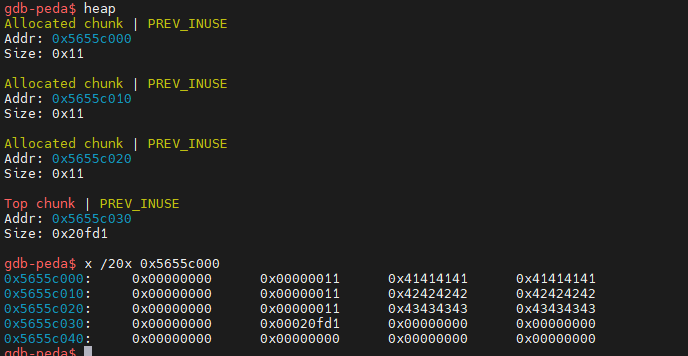 gdb-peda$ heap
Allocated chunk | PREV_INUSE
Addr: 0x5655c000
Size: 0x11
Allocated chunk | PREV_INUSE
Addr: 0x5655c010
Size: 0x11
Allocated chunk | PREV_INUSE
Addr: 0x5655c020
Size: 0x11
Top chunk | PREV_INUSE
Addr: 0x5655c030
Size: 0x20fd1
gdb-peda$ x /20x 0x5655c000
0x5655c000: 0x00000000 0x00000011 0x41414141 0x41414141
0x5655c010: 0x00000000 0x00000011 0x42424242 0x42424242
0x5655c020: 0x00000000 0x00000011 0x43434343 0x43434343
0x5655c030: 0x00000000 0x00020fd1 0x00000000 0x00000000
0x5655c040: 0x00000000 0x00000000 0x00000000 0x00000000
gdb-peda$